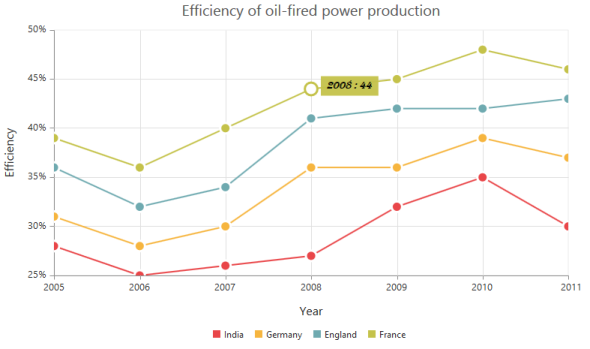 Efficiency of oil-fired power production
50%
45%
40%
35%
30%
25%
Efficiency
2008 : 44
2005 2006 2007 2008 2009 2010 2011
Year
India Germany England France